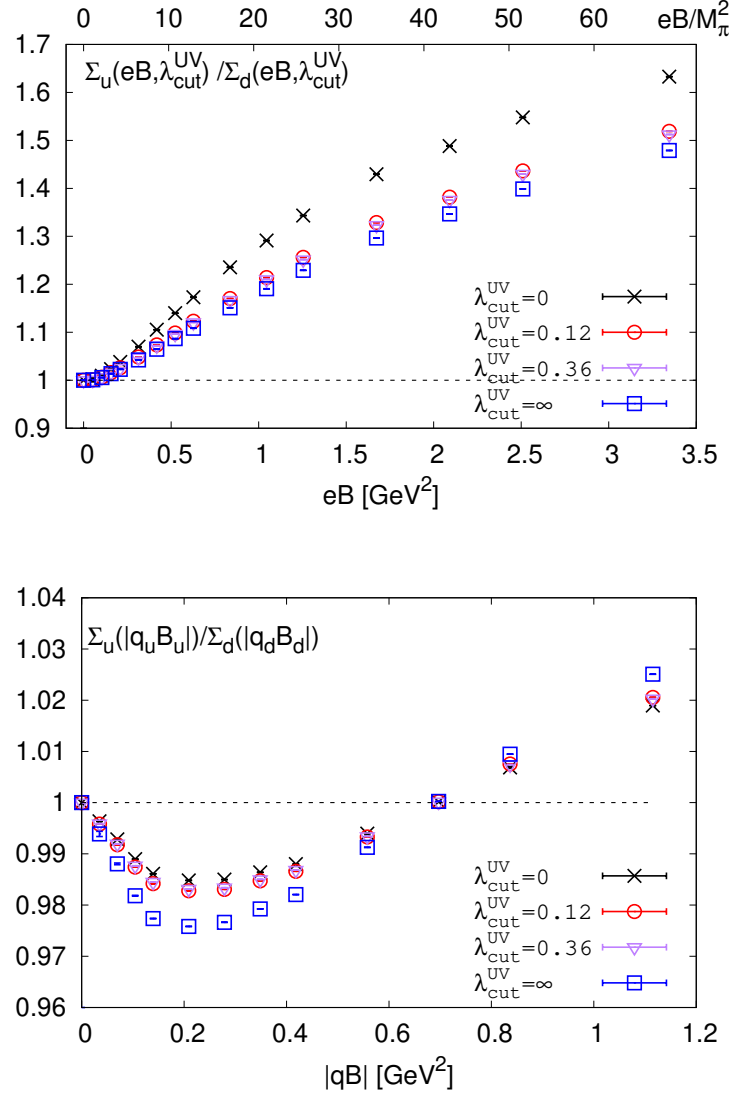 0 10 20 30 40 50 60 eB/M_π^2
1.7
Σ_u(eB,λ_cut^UV) /Σ_d(eB,λ_cut^UV)
1.6
1.5
1.4
1.3
1.2
λ_cut^UV=0
1.1
λ_cut^UV=0.12
1
λ_cut^UV=0.36
0.9
λ_cut^UV=∞
0 0.5 1 1.5 2 2.5 3 3.5
eB [GeV^2]
1.04
Σ_u(|q_uB_u|)/Σ_d(|q_dB_d|)
1.03
1.02
1.01
1
0.99
λ_cut^UV=0
0.98
λ_cut^UV=0.12
0.97
λ_cut^UV=0.36
λ_cut^UV=∞
0.96
0 0.2 0.4 0.6 0.8 1 1.2
|qB| [GeV^2]